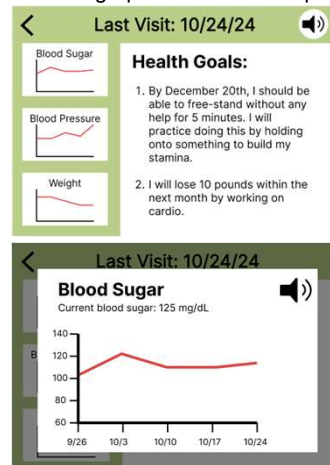 Last Visit: 10/24/24
Blood Sugar
Blood Pressure
Weight
Health Goals:
1. By December 20th, I should be
able to free-stand without any
help for 5 minutes. I will
practice doing this by holding
onto something to build my
stamina.
2. I will lose 10 pounds within the
next month by working on
cardio.
Last Visit: 10/24/24
B
Blood Sugar
Current blood sugar: 125 mg/dL
140
120
100
80
60
9/26 10/3 10/10 10/17 10/24